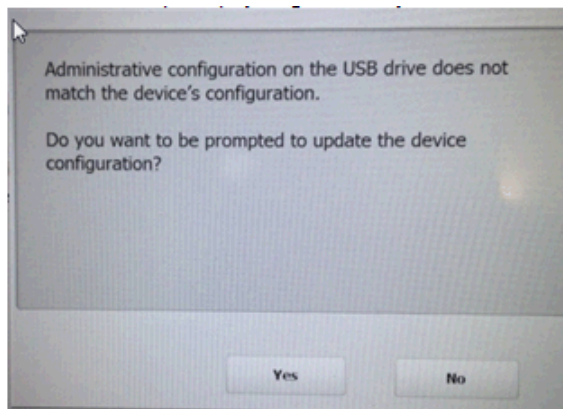 Administrative configuration on the USB drive does not
match the device's configuration.
Do you want to be prompted to update the device
configuration?
Yes
No